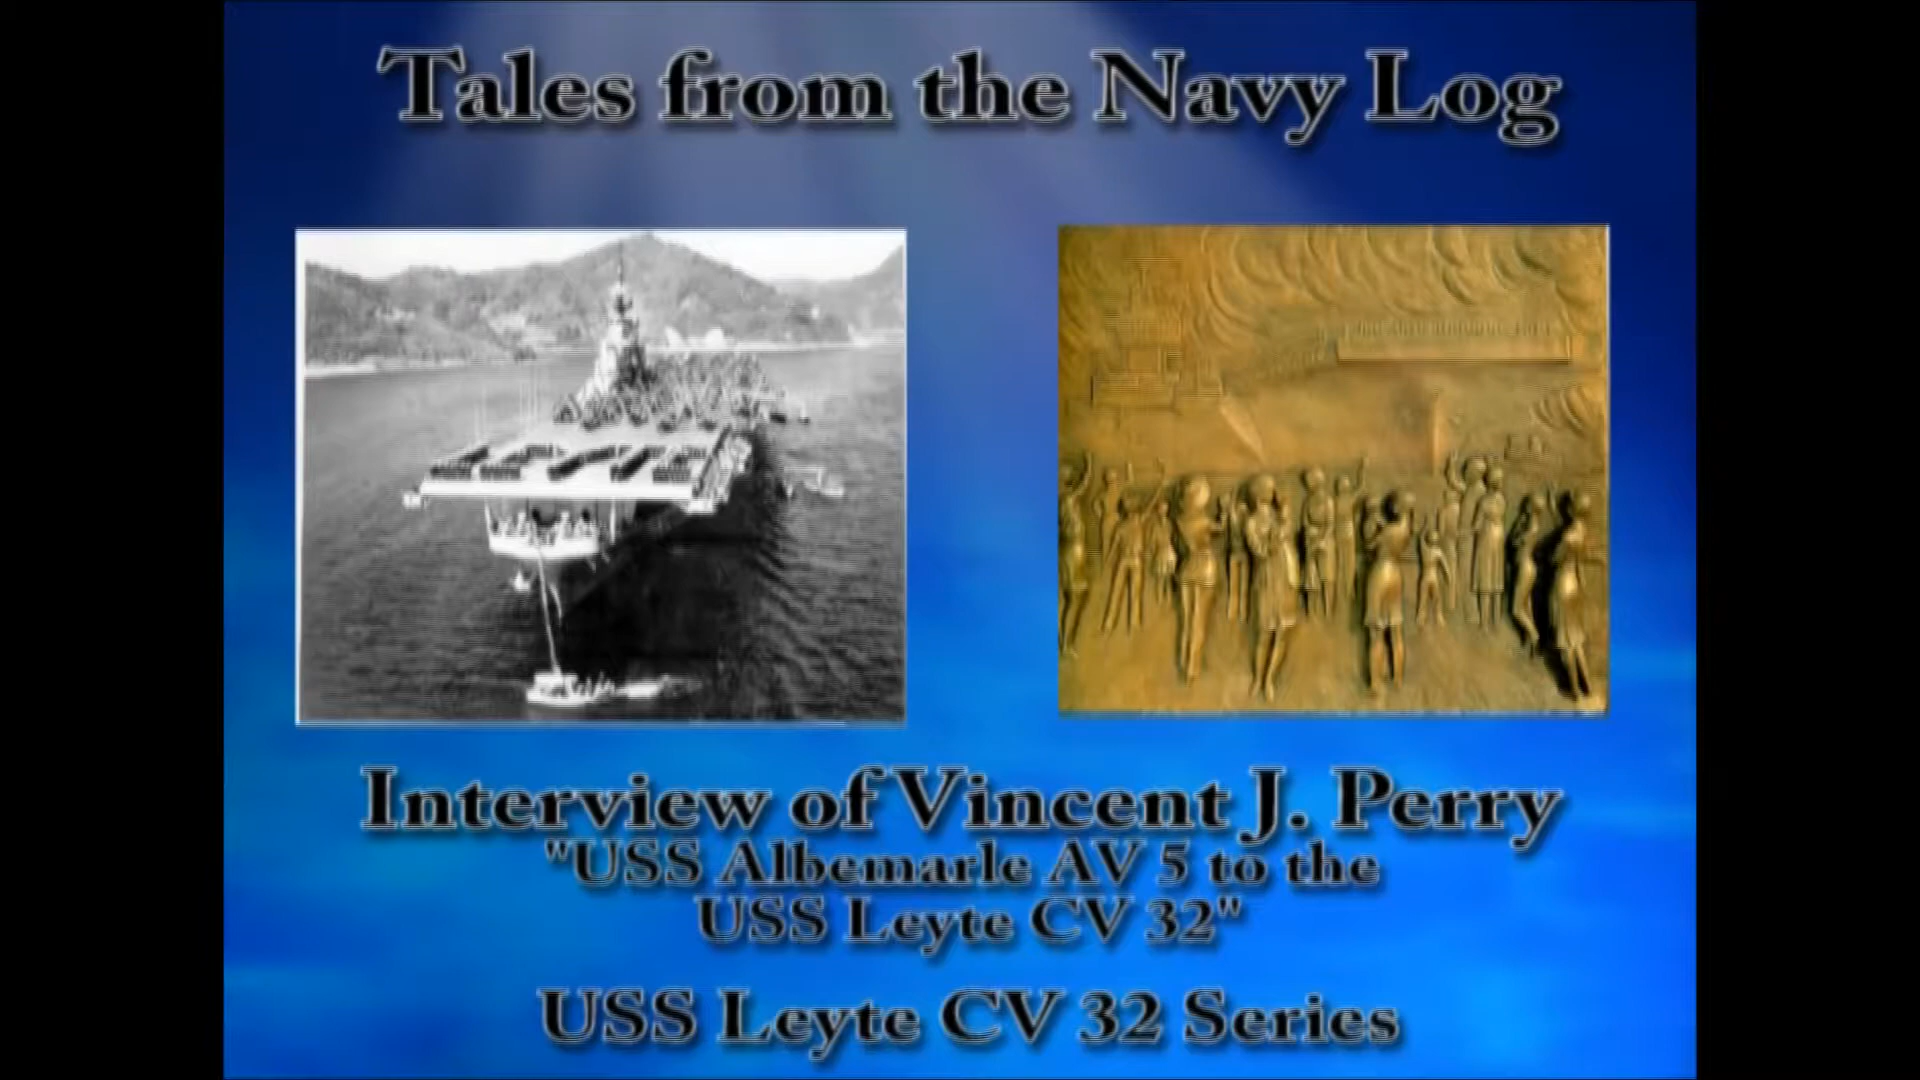 Tales from the Navy Log
Interview of Vincent J. Perry
"USS Albemarle AV 5 to the
USS Leyte CV 32"
USS Leyte CV 32 Series